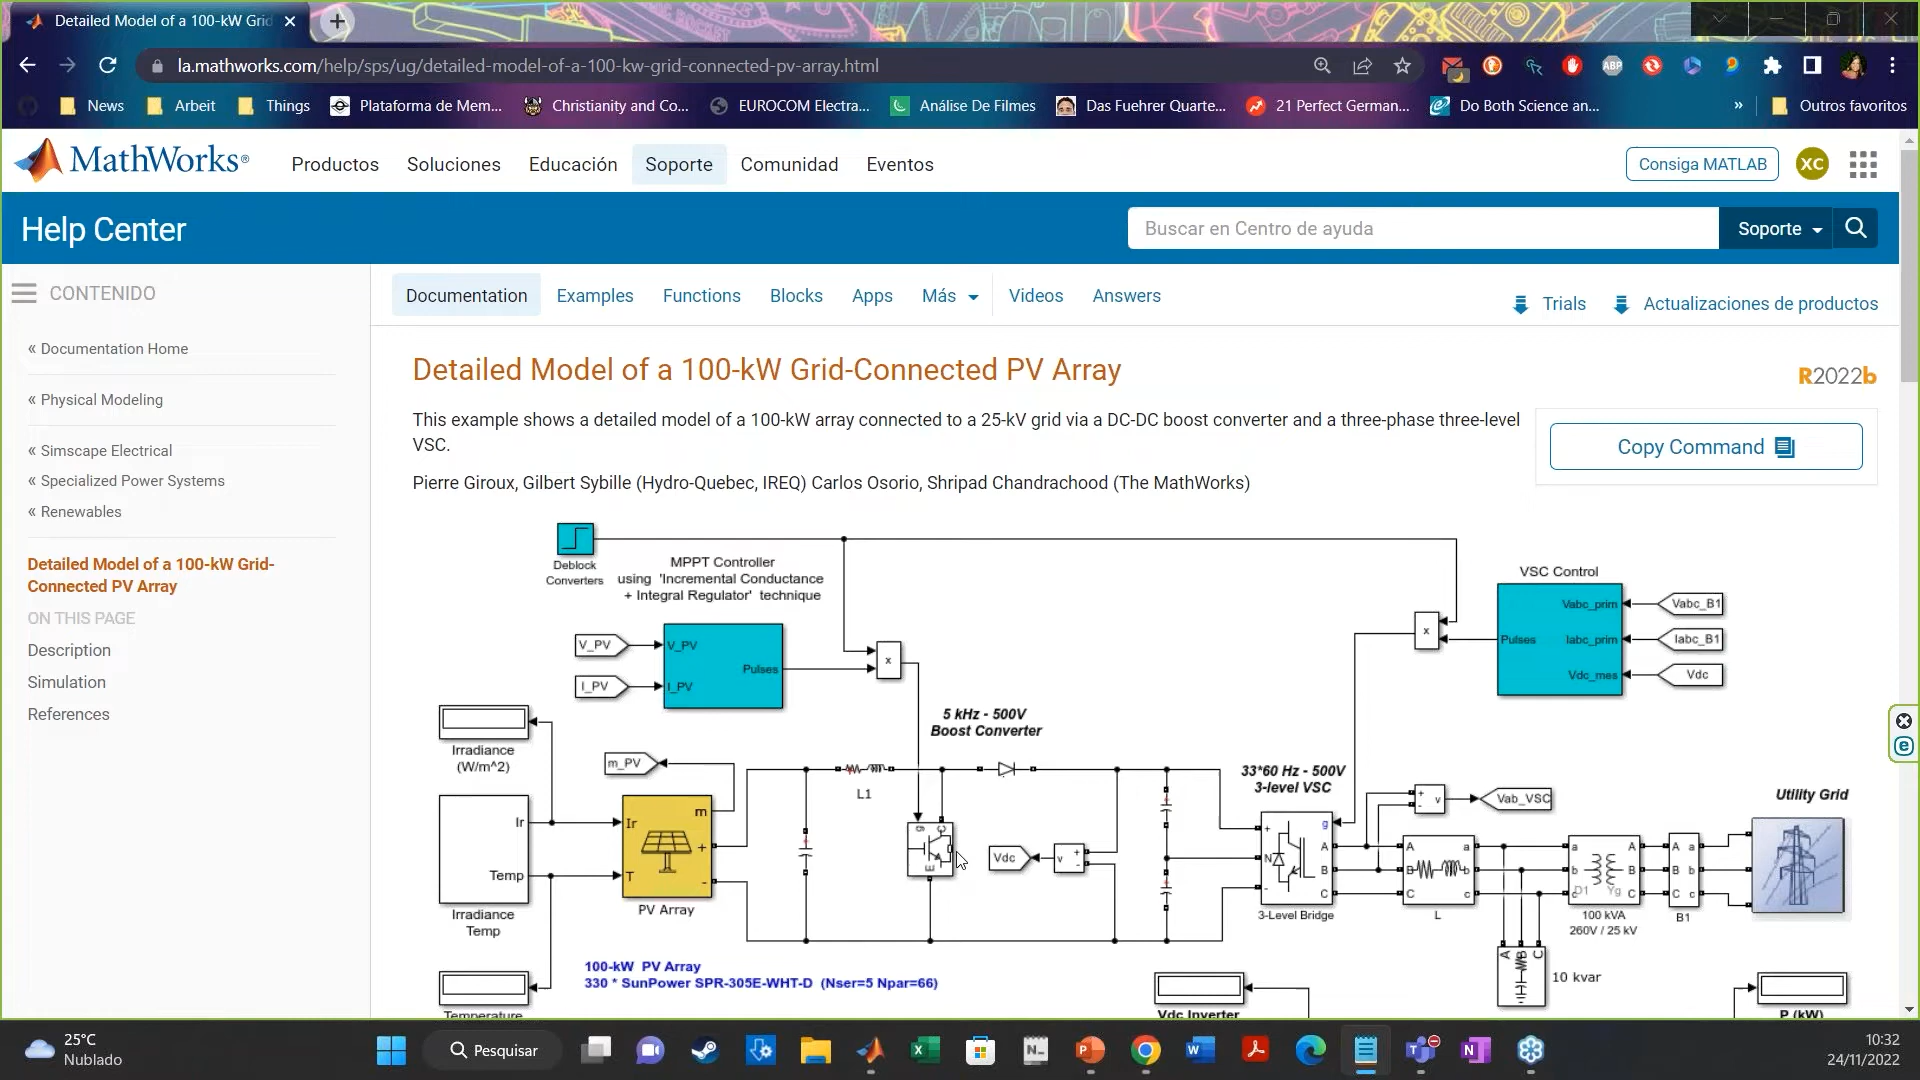 Detailed Model of a 100-kW Grid
la.mathworks.com/help/sps/ug/detailed-model-of-a-100-kw-grid-connected-pv-array.html
News
Arbeit
Things
Plataforma de Mem...
Christianity and Co...
EUROCOM Electra...
Análise De Filmes
Das Fuehrer Quarte...
21 Perfect German...
Do Both Science an...
»
Outros favoritos
MathWorks®
Productos
Soluciones
Educación
Soporte
Comunidad
Eventos
Consiga MATLAB
XC
Help Center
Buscar en Centro de ayuda
Soporte
CONTENIDO
Documentation
Examples
Functions
Blocks
Apps
Más
Videos
Answers
Trials
Actualizaciones de productos
« Documentation Home
« Physical Modeling
« Simscape Electrical
« Specialized Power Systems
« Renewables
Detailed Model of a 100-kW Grid-
Connected PV Array
ON THIS PAGE
Description
Simulation
References
Detailed Model of a 100-kW Grid-Connected PV Array
R2022b
This example shows a detailed model of a 100-kW array connected to a 25-kV grid via a DC-DC boost converter and a three-phase three-level
VSC.
Copy Command
Pierre Giroux, Gilbert Sybille (Hydro-Quebec, IREQ) Carlos Osorio, Shripad Chandrachood (The MathWorks)
Deblock
Converters
MPPT Controller
using 'Incremental Conductance
+ Integral Regulator' technique
V_PV
I_PV
V_PV
I_PV
Pulses
x
VSC Control
Vabc_prim
Iabc_prim
Vdc_mes
Pulses
Vabc_B1
Iabc_B1
Vdc
x
Irradiance
(W/m^2)
m_PV
5 kHz - 500V
Boost Converter
L1
Ir
Temp
Irradiance
Temp
Ir
T
m
+
-
PV Array
g
C
E
Vdc
v
+
-
33*60 Hz - 500V
3-level VSC
+
N
-
g
A
B
C
3-Level Bridge
+
-
v
Vab_VSC
A
B
C
a
b
c
L
a
b
c
D1
Yg
A
B
C
100 kVA
260V / 25 kV
A
B
C
a
b
c
B1
Utility Grid
A
B
C
10 kvar
100-kW PV Array
330 * SunPower SPR-305E-WHT-D (Nser=5 Npar=66)
Temperature
Vdc Inverter
P (kW)
25°C
Nublado
Pesquisar
10:32
24/11/2022